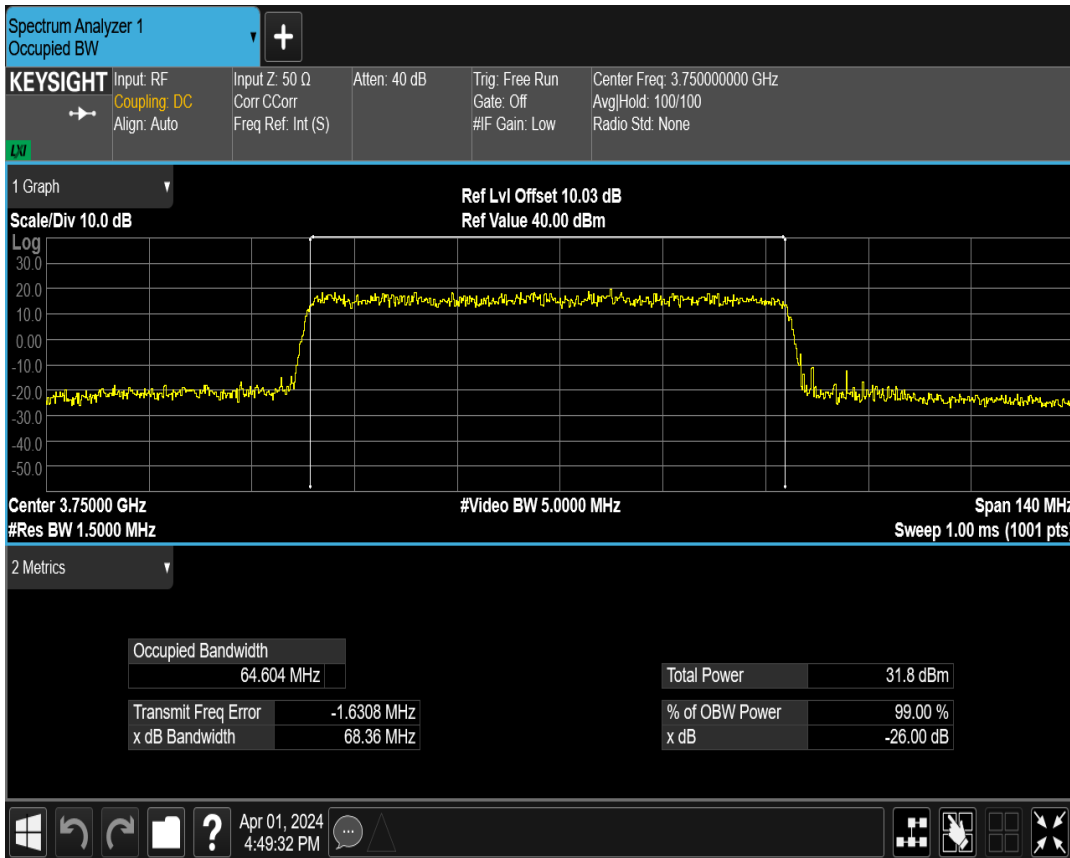 Spectrum Analyzer 1
Occupied BW
+
KEYSIGHT
LXI
Input: RF
Coupling: DC
Align: Auto
Input Z: 50 Ω
Corr CCorr
Freq Ref: Int (S)
Atten: 40 dB
Trig: Free Run
Gate: Off
#IF Gain: Low
Center Freq: 3.750000000 GHz
Avg|Hold: 100/100
Radio Std: None
1 Graph
Scale/Div 10.0 dB
Ref Lvl Offset 10.03 dB
Ref Value 40.00 dBm
Log
30.0
20.0
10.0
0.00
-10.0
-20.0
-30.0
-40.0
-50.0
Center 3.75000 GHz
#Video BW 5.0000 MHz
Span 140 MHz
#Res BW 1.5000 MHz
Sweep 1.00 ms (1001 pts)
2 Metrics
Occupied Bandwidth
64.604 MHz
Transmit Freq Error -1.6308 MHz
x dB Bandwidth 68.36 MHz
Total Power 31.8 dBm
% of OBW Power 99.00 %
x dB -26.00 dB
?
Apr 01, 2024
4:49:32 PM